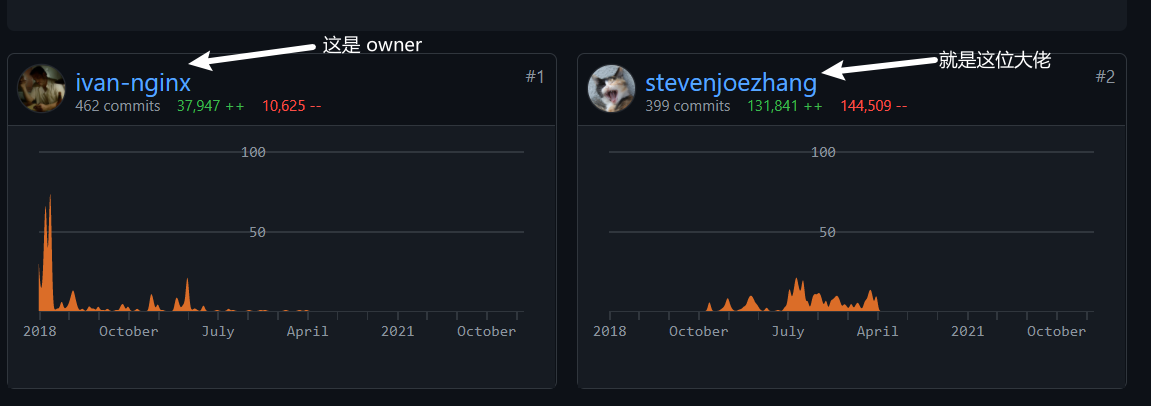 这是 owner
就是这位大佬
ivan-nginx
#1
462 commits 37,947 ++ 10,625 --
100
50
2018 October July April 2021 October
stevenjoezhang
#2
399 commits 131,841 ++ 144,509 --
100
50
2018 October July April 2021 October